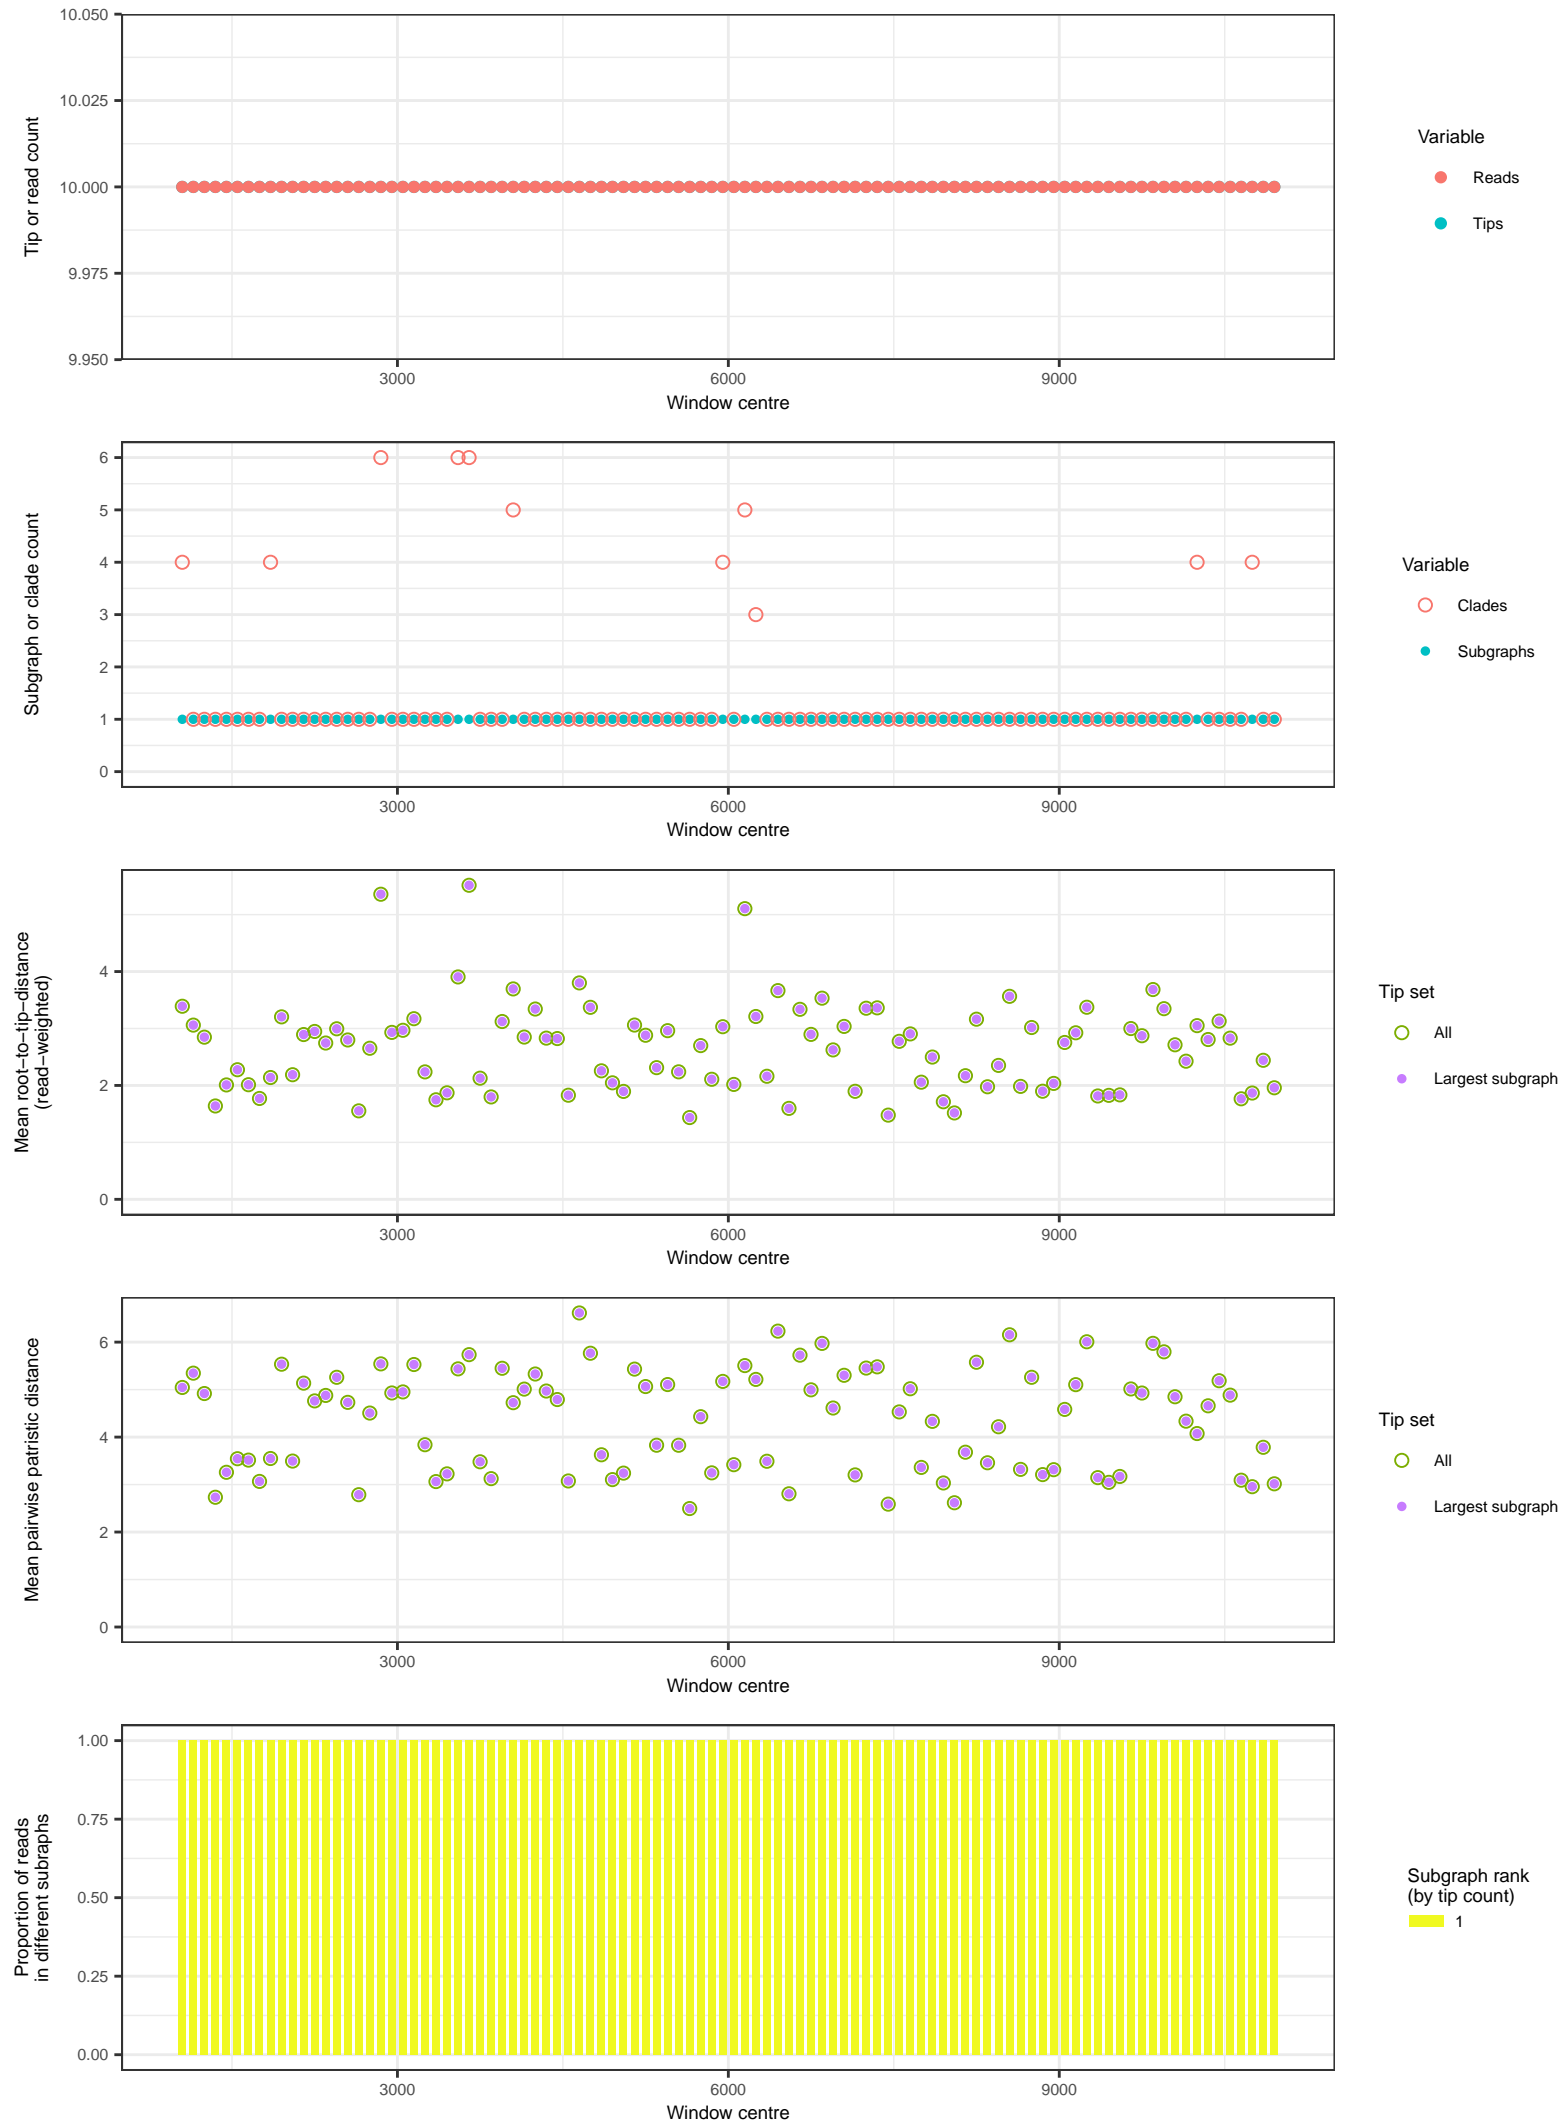 10.050
10.025
10.000
9.975
9.950
Tip or read count
3000
6000
9000
Window centre
Variable
Reads
Tips
6
5
4
3
2
1
0
Subgraph or clade count
3000
6000
9000
Window centre
Variable
Clades
Subgraphs
4
2
0
Mean root−to−tip−distance
(read−weighted)
3000
6000
9000
Window centre
Tip set
All
Largest subgraph
6
4
2
0
Mean pairwise patristic distance
3000
6000
9000
Window centre
Tip set
All
Largest subgraph
1.00
0.75
0.50
0.25
0.00
Proportion of reads
in different subraphs
3000
6000
9000
Window centre
Subgraph rank
(by tip count)
1